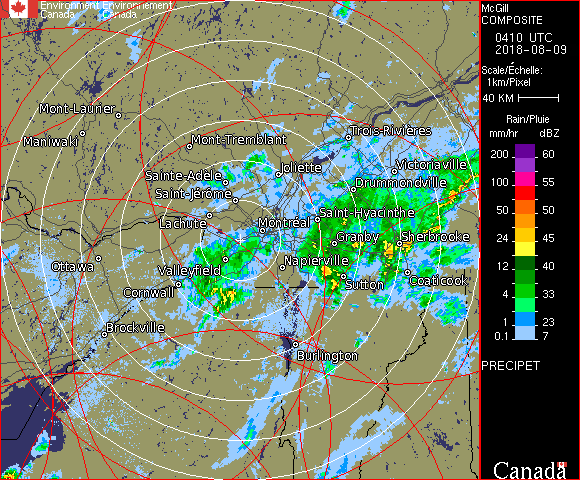 Environment Environnement
Canada Canada
McGill
COMPOSITE
0410 UTC
2018-08-09
Scale/Échelle:
1km/Pixel
40 KM
Rain/Pluie
mm/hr dBZ
200 60
100 55
50 50
24 45
12 40
4 33
1 23
0.1 7
PRECIPET
Canada
Mont-Laurier
Maniwaki
Mont-Tremblant
Trois-Rivières
Sainte-Adèle
Joliette
Victoriaville
Saint-Jérôme
Drummondville
Lachute
Montréal
Saint-Hyacinthe
Granby
Sherbrooke
Ottawa
Valleyfield
Napierville
Cornwall
Sutton
Coaticook
Brockville
Burlington